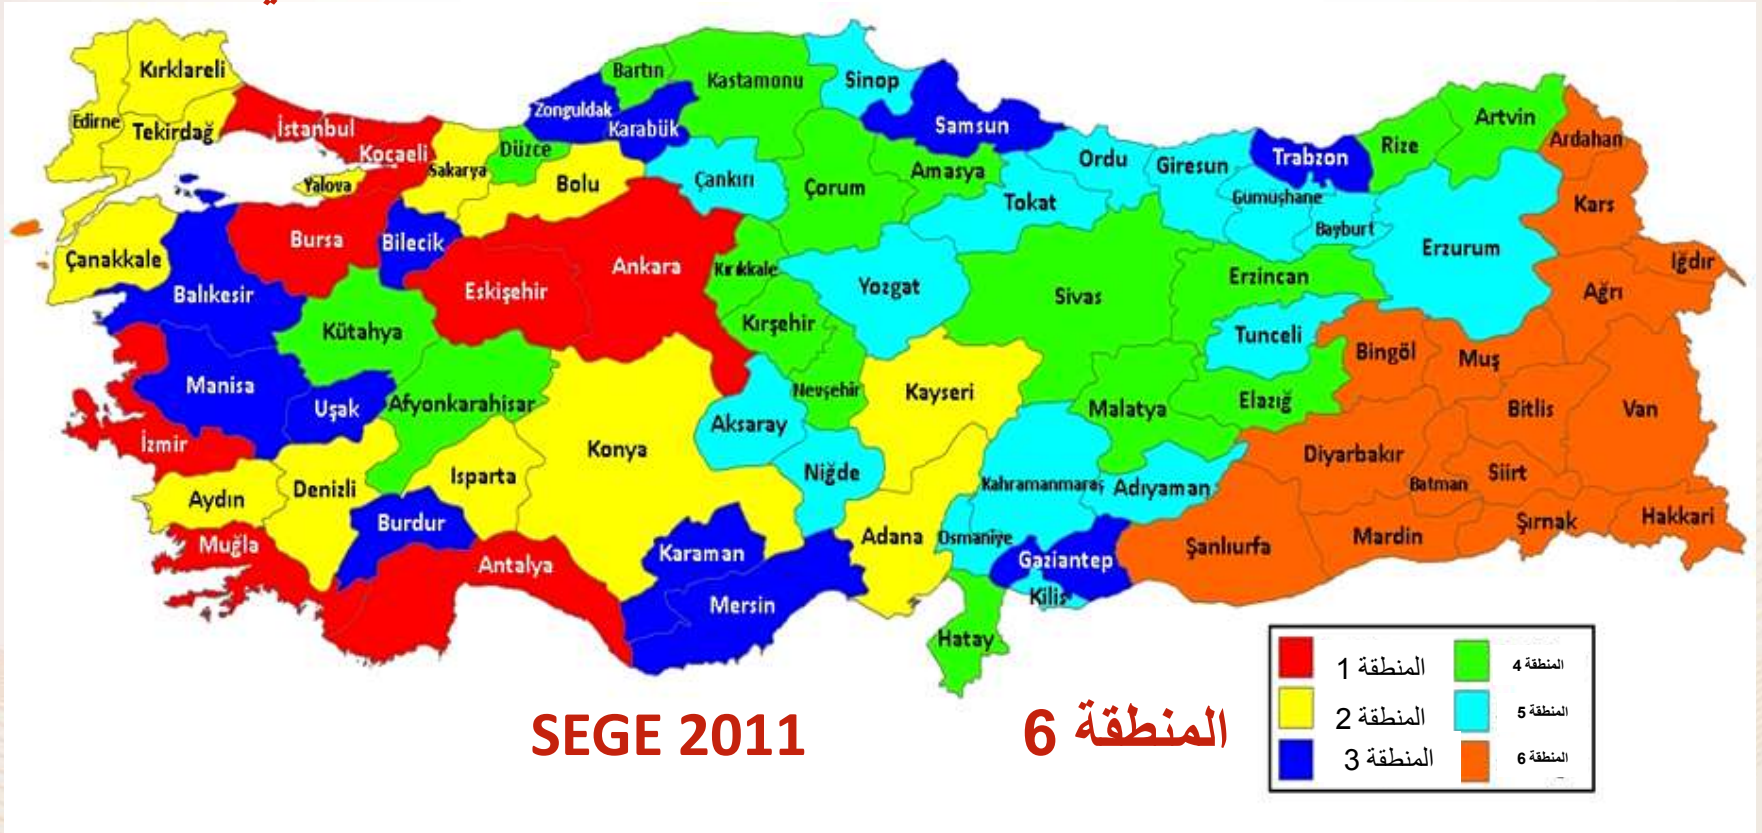 Kırklareli
Edirne
Tekirdağ
İstanbul
Kocaeli
Yalova
Sakarya
Düzce
Bolu
Zonguldak
Bartın
Karabük
Kastamonu
Sinop
Çankırı
Çorum
Samsun
Amasya
Tokat
Ordu
Giresun
Gümüşhane
Trabzon
Bayburt
Rize
Artvin
Ardahan
Kars
Iğdır
Ağrı
Erzurum
Erzincan
Çanakkale
Balıkesir
Bursa
Bilecik
Eskişehir
Ankara
Kırıkkale
Kırşehir
Yozgat
Sivas
Tunceli
Bingöl
Muş
Kütahya
Manisa
Uşak
Afyonkarahisar
Nevşehir
Kayseri
Malatya
Elazığ
Bitlis
Van
İzmir
Aydın
Denizli
Isparta
Konya
Aksaray
Niğde
Kahramanmaraş
Adıyaman
Diyarbakır
Batman
Siirt
Şırnak
Hakkari
Muğla
Burdur
Antalya
Karaman
Mersin
Adana
Osmaniye
Gaziantep
Kilis
Hatay
Şanlıurfa
Mardin
SEGE 2011
المنطقة 6
المنطقة 1
المنطقة 2
المنطقة 3
المنطقة 4
المنطقة 5
المنطقة 6